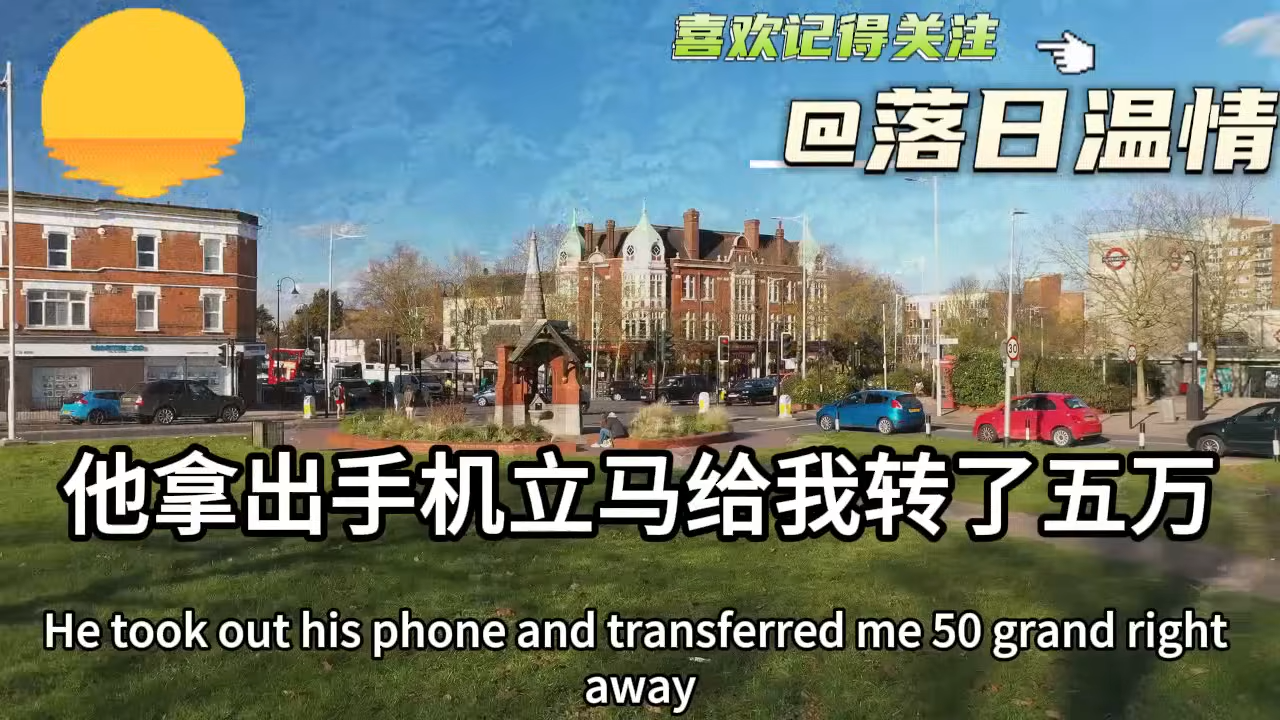 喜欢记得关注
@落日温情
30
他拿出手机立马给我转了五万
He took out his phone and transferred me 50 grand right
away